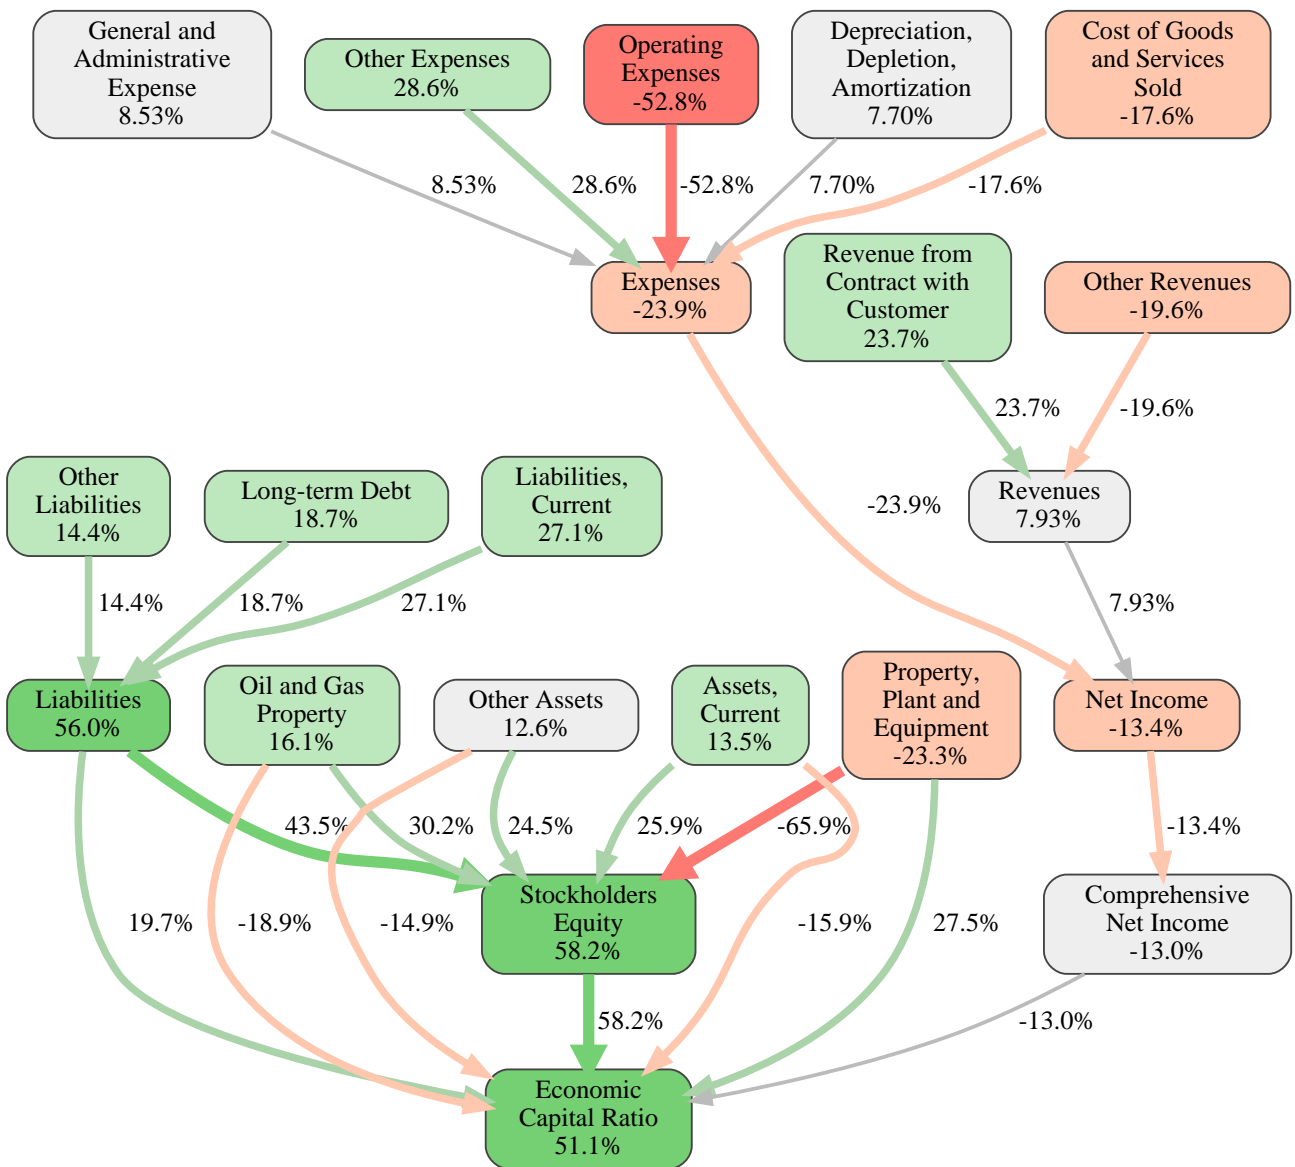 General and
Administrative
Expense
8.53%
Other Expenses
28.6%
Operating
Expenses
-52.8%
Depreciation,
Depletion,
Amortization
7.70%
Cost of Goods
and Services
Sold
-17.6%
8.53%
28.6%
-52.8%
7.70%
-17.6%
Expenses
-23.9%
Revenue from
Contract with
Customer
23.7%
Other Revenues
-19.6%
23.7%
-19.6%
Other
Liabilities
14.4%
Long-term Debt
18.7%
Liabilities,
Current
27.1%
-23.9%
Revenues
7.93%
14.4%
18.7%
27.1%
7.93%
Liabilities
56.0%
Oil and Gas
Property
16.1%
Other Assets
12.6%
Assets,
Current
13.5%
Property,
Plant and
Equipment
-23.3%
Net Income
-13.4%
43.5%
30.2%
24.5%
25.9%
-65.9%
-13.4%
19.7%
-18.9%
-14.9%
Stockholders
Equity
58.2%
-15.9%
27.5%
Comprehensive
Net Income
-13.0%
58.2%
-13.0%
Economic
Capital Ratio
51.1%